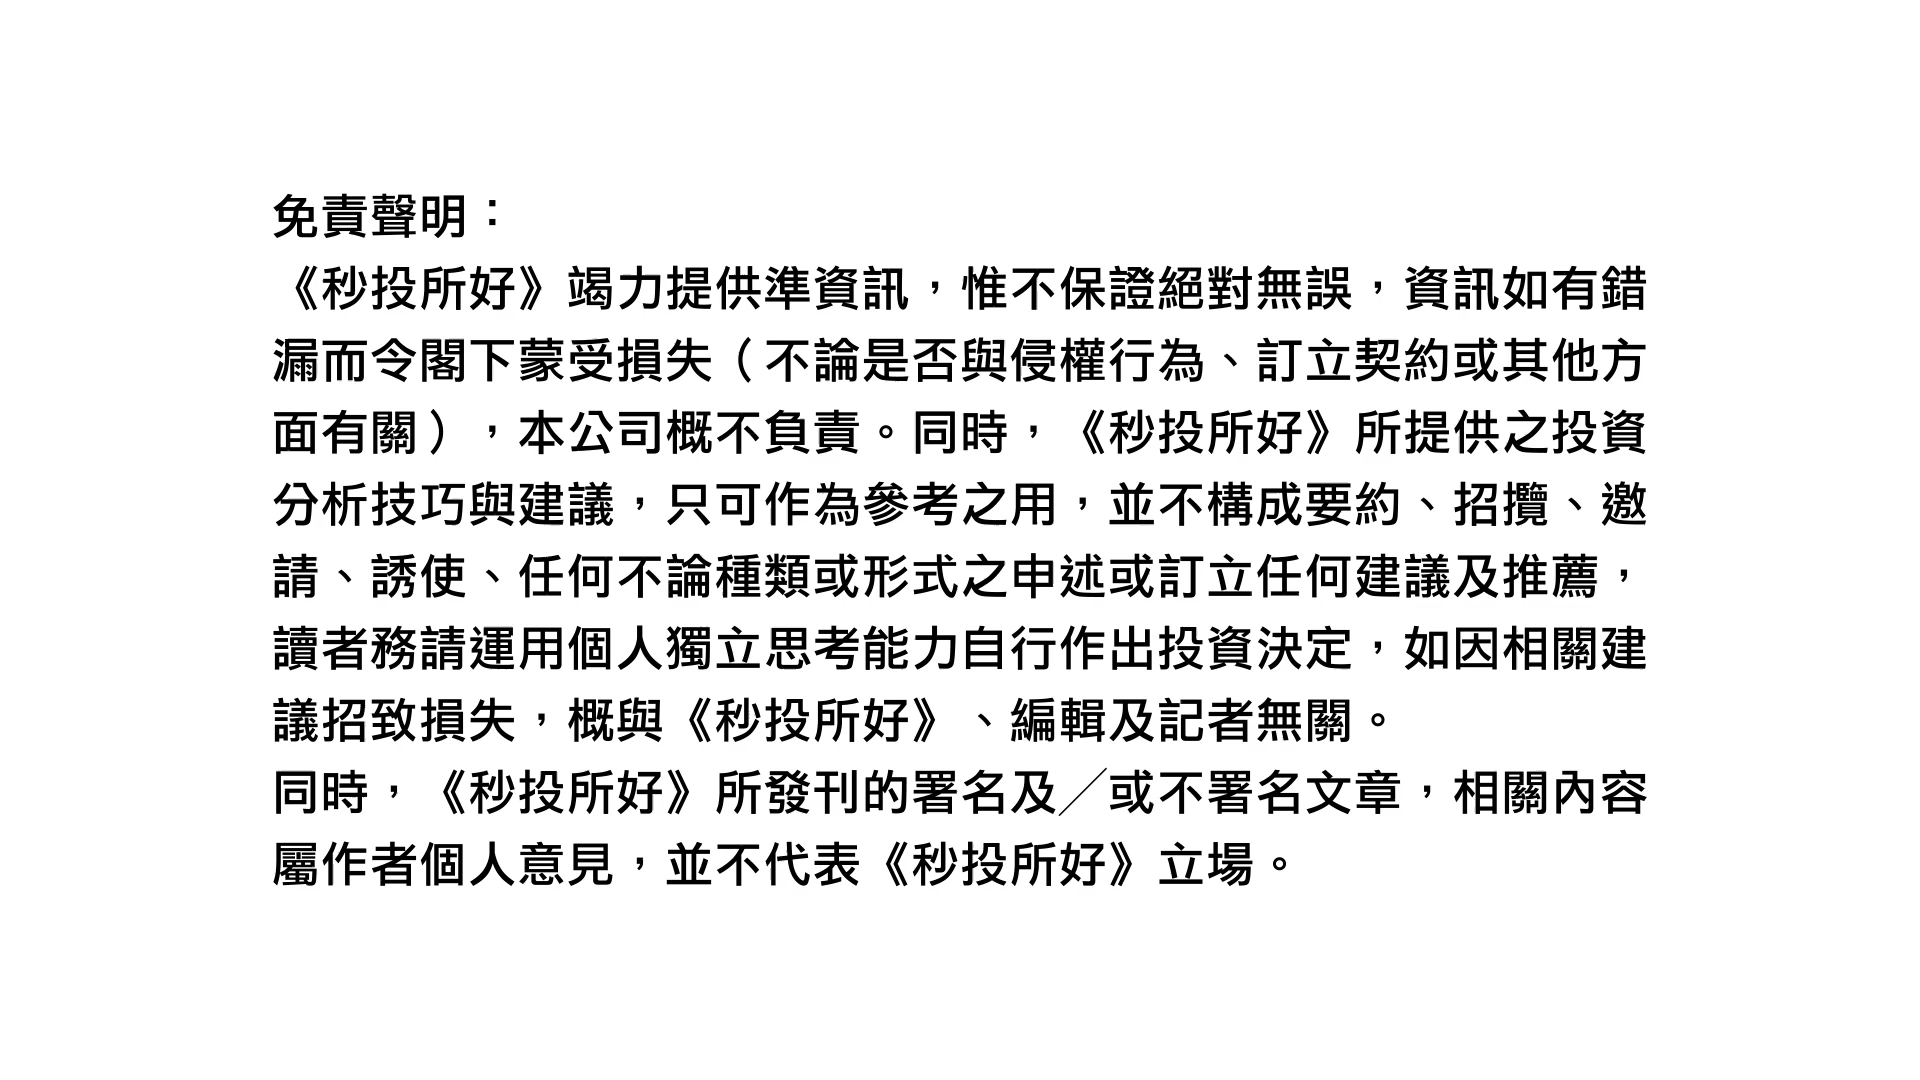 免責聲明：
《秒投所好》竭力提供準資訊，惟不保證絕對無誤，資訊如有錯
漏而令閣下蒙受損失（不論是否與侵權行為、訂立契約或其他方
面有關），本公司概不負責。同時，《秒投所好》所提供之投資
分析技巧與建議，只可作為參考之用，並不構成要約、招攬、邀
請、誘使、任何不論種類或形式之申述或訂立任何建議及推薦，
讀者務請運用個人獨立思考能力自行作出投資決定，如因相關建
議招致損失，概與《秒投所好》、編輯及記者無關。
同時，《秒投所好》所發刊的署名及╱或不署名文章，相關內容
屬作者個人意見，並不代表《秒投所好》立場。